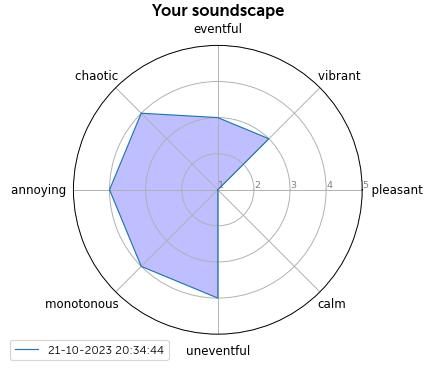 Your soundscape
eventful
chaotic
vibrant
annoying
1
2
3
4
5
pleasant
monotonous
calm
uneventful
21-10-2023 20:34:44